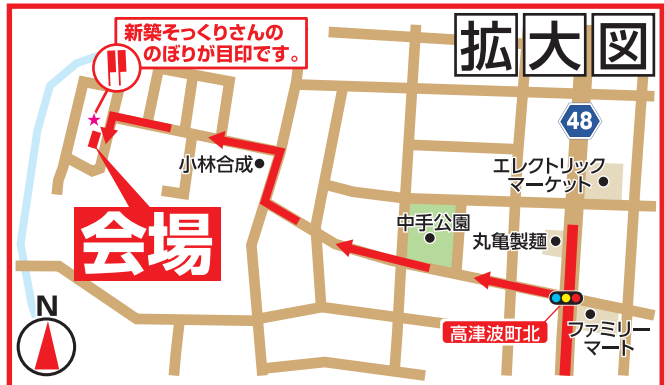 新築そっくりさんの
のぼりが目印です。
拡大図
48
小林合成
エレクトリック
マーケット
中手公園
丸亀製麺
会場
N
高津波町北
ファミリー
マート